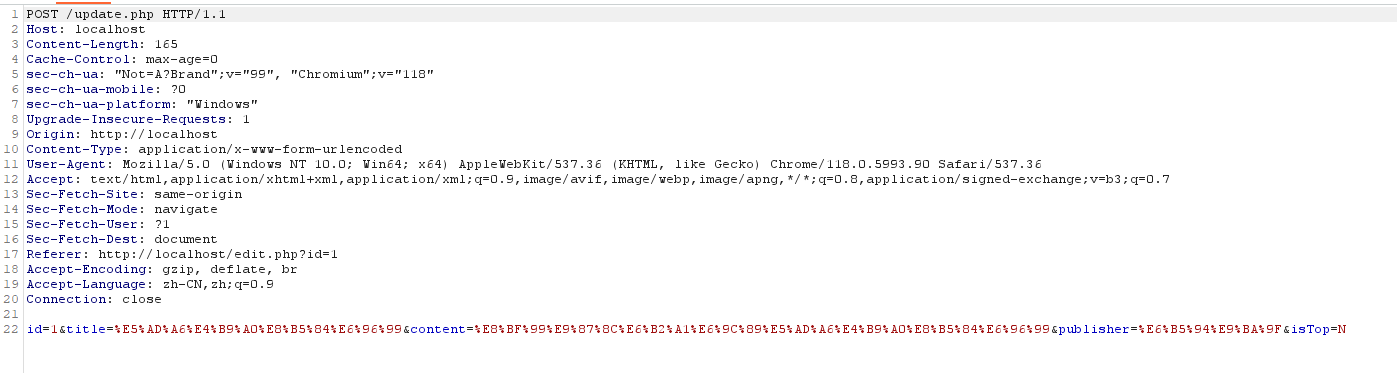 1 POST /update.php HTTP/1.1
2 Host: localhost
3 Content-Length: 165
4 Cache-Control: max-age=0
5 sec-ch-ua: "Not=A?Brand";v="99", "Chromium";v="118"
6 sec-ch-ua-mobile: ?0
7 sec-ch-ua-platform: "Windows"
8 Upgrade-Insecure-Requests: 1
9 Origin: http://localhost
10 Content-Type: application/x-www-form-urlencoded
11 User-Agent: Mozilla/5.0 (Windows NT 10.0; Win64; x64) AppleWebKit/537.36 (KHTML, like Gecko) Chrome/118.0.5993.90 Safari/537.36
12 Accept: text/html,application/xhtml+xml,application/xml;q=0.9,image/avif,image/webp,image/apng,*/*;q=0.8,application/signed-exchange;v=b3;q=0.7
13 Sec-Fetch-Site: same-origin
14 Sec-Fetch-Mode: navigate
15 Sec-Fetch-User: ?1
16 Sec-Fetch-Dest: document
17 Referer: http://localhost/edit.php?id=1
18 Accept-Encoding: gzip, deflate, br
19 Accept-Language: zh-CN,zh;q=0.9
20 Connection: close
21
22 id=1&title=%E5%AD%A6%E4%B9%A0%E8%B5%84%E6%96%99&content=%E8%BF%99%E9%87%8C%E6%B2%A1%E6%9C%89%E5%AD%A6%E4%B9%A0%E8%B5%84%E6%96%99&publisher=%E6%B5%94%E9%BA%9F&isTop=N